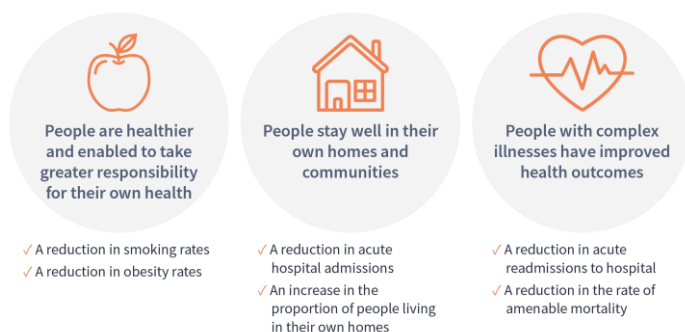 People are healthier
and enabled to take
greater responsibility
for their own health
✓ A reduction in smoking rates
✓ A reduction in obesity rates
People stay well in their
own homes and
communities
✓ A reduction in acute
hospital admissions
✓ An increase in the
proportion of people living
in their own homes
People with complex
illnesses have improved
health outcomes
✓ A reduction in acute
readmissions to hospital
✓ A reduction in the rate of
amenable mortality